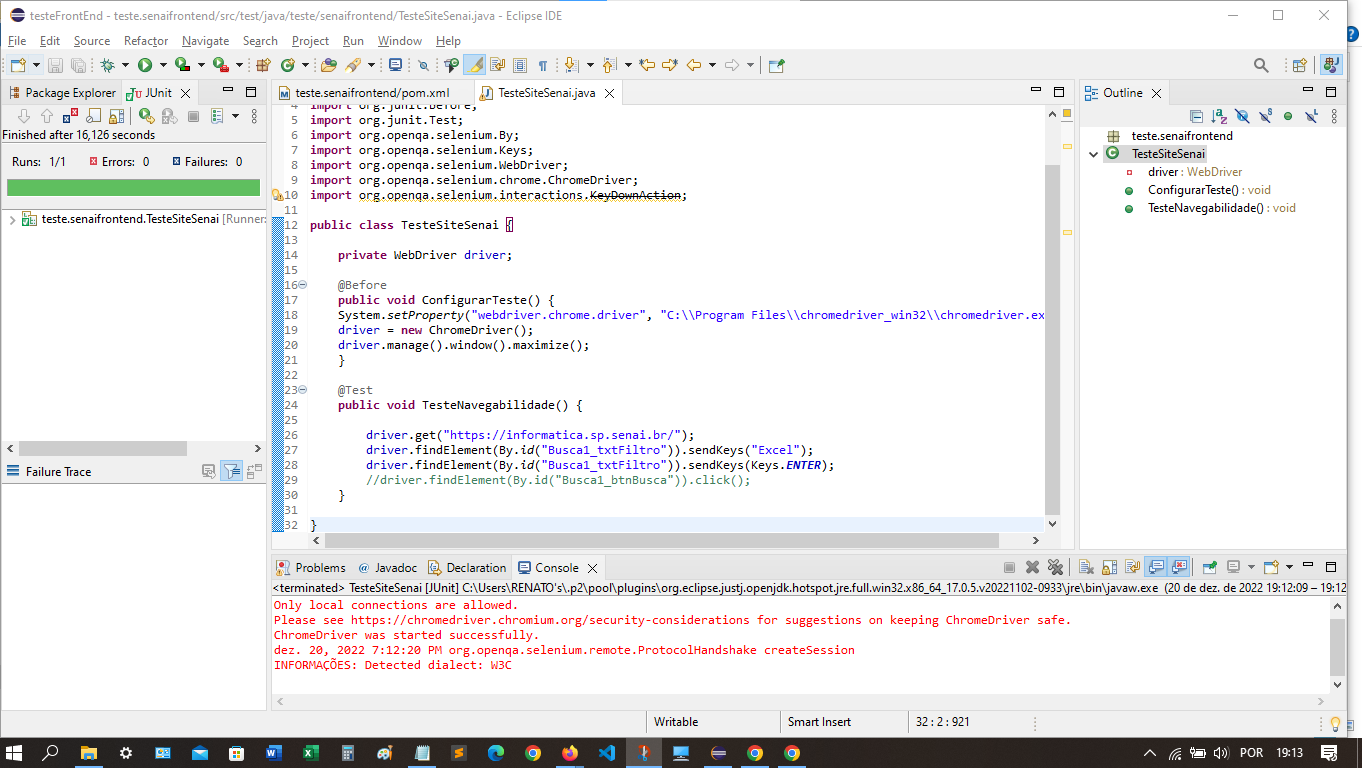 testeFrontEnd - teste.senaifrontend/src/test/java/teste/senaifrontend/TesteSiteSenai.java - Eclipse IDE
File Edit Source Refactor Navigate Search Project Run Window Help
Package Explorer JUnit
Finished after 16,126 seconds
Runs: 1/1 Errors: 0 Failures: 0
teste.senaifrontend.TesteSiteSenai [Runner:
Failure Trace
teste.senaifrontend/pom.xml TesteSiteSenai.java
4 import org.junit.Before;
5 import org.junit.Test;
6 import org.openqa.selenium.By;
7 import org.openqa.selenium.Keys;
8 import org.openqa.selenium.WebDriver;
9 import org.openqa.selenium.chrome.ChromeDriver;
10 import org.openqa.selenium.interactions.KeyDownAction;
11
12 public class TesteSiteSenai {
13
14 private WebDriver driver;
15
16 @Before
17 public void ConfigurarTeste() {
18 System.setProperty("webdriver.chrome.driver", "C:\\Program Files\\chromedriver_win32\\chromedriver.ex
19 driver = new ChromeDriver();
20 driver.manage().window().maximize();
21 }
22
23 @Test
24 public void TesteNavegabilidade() {
25
26 driver.get("https://informatica.sp.senai.br/");
27 driver.findElement(By.id("Busca1_txtFiltro")).sendKeys("Excel");
28 driver.findElement(By.id("Busca1_txtFiltro")).sendKeys(Keys.ENTER);
29 //driver.findElement(By.id("Busca1_btnBusca")).click();
30 }
31
32 }
Outline
teste.senaifrontend
TesteSiteSenai
driver : WebDriver
ConfigurarTeste() : void
TesteNavegabilidade() : void
Problems @ Javadoc Declaration Console
<terminated> TesteSiteSenai [JUnit] C:\Users\RENATO's\.p2\pool\plugins\org.eclipse.justj.openjdk.hotspot.jre.full.win32.x86_64_17.0.5.v20221102-0933\jre\bin\javaw.exe (20 de dez. de 2022 19:12:09 – 19:12
Only local connections are allowed.
Please see https://chromedriver.chromium.org/security-considerations for suggestions on keeping ChromeDriver safe.
ChromeDriver was started successfully.
dez. 20, 2022 7:12:20 PM org.openqa.selenium.remote.ProtocolHandshake createSession
INFORMAÇÕES: Detected dialect: W3C
Writable Smart Insert 32 : 2 : 921
POR 19:13